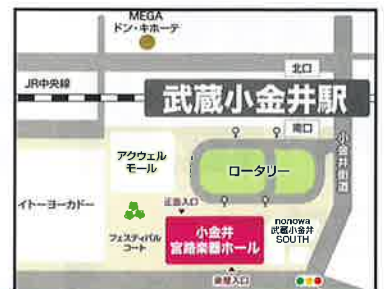 MEGA
ドン・キホーテ
北口
JR中央線
武蔵小金井駅
南口
小金井街道
アクウェル
モール
ロータリー
イトーヨーカドー
正面入口
フェスティバル
コート
小金井
宮地楽器ホール
nonowa
武蔵小金井
SOUTH
楽屋入口